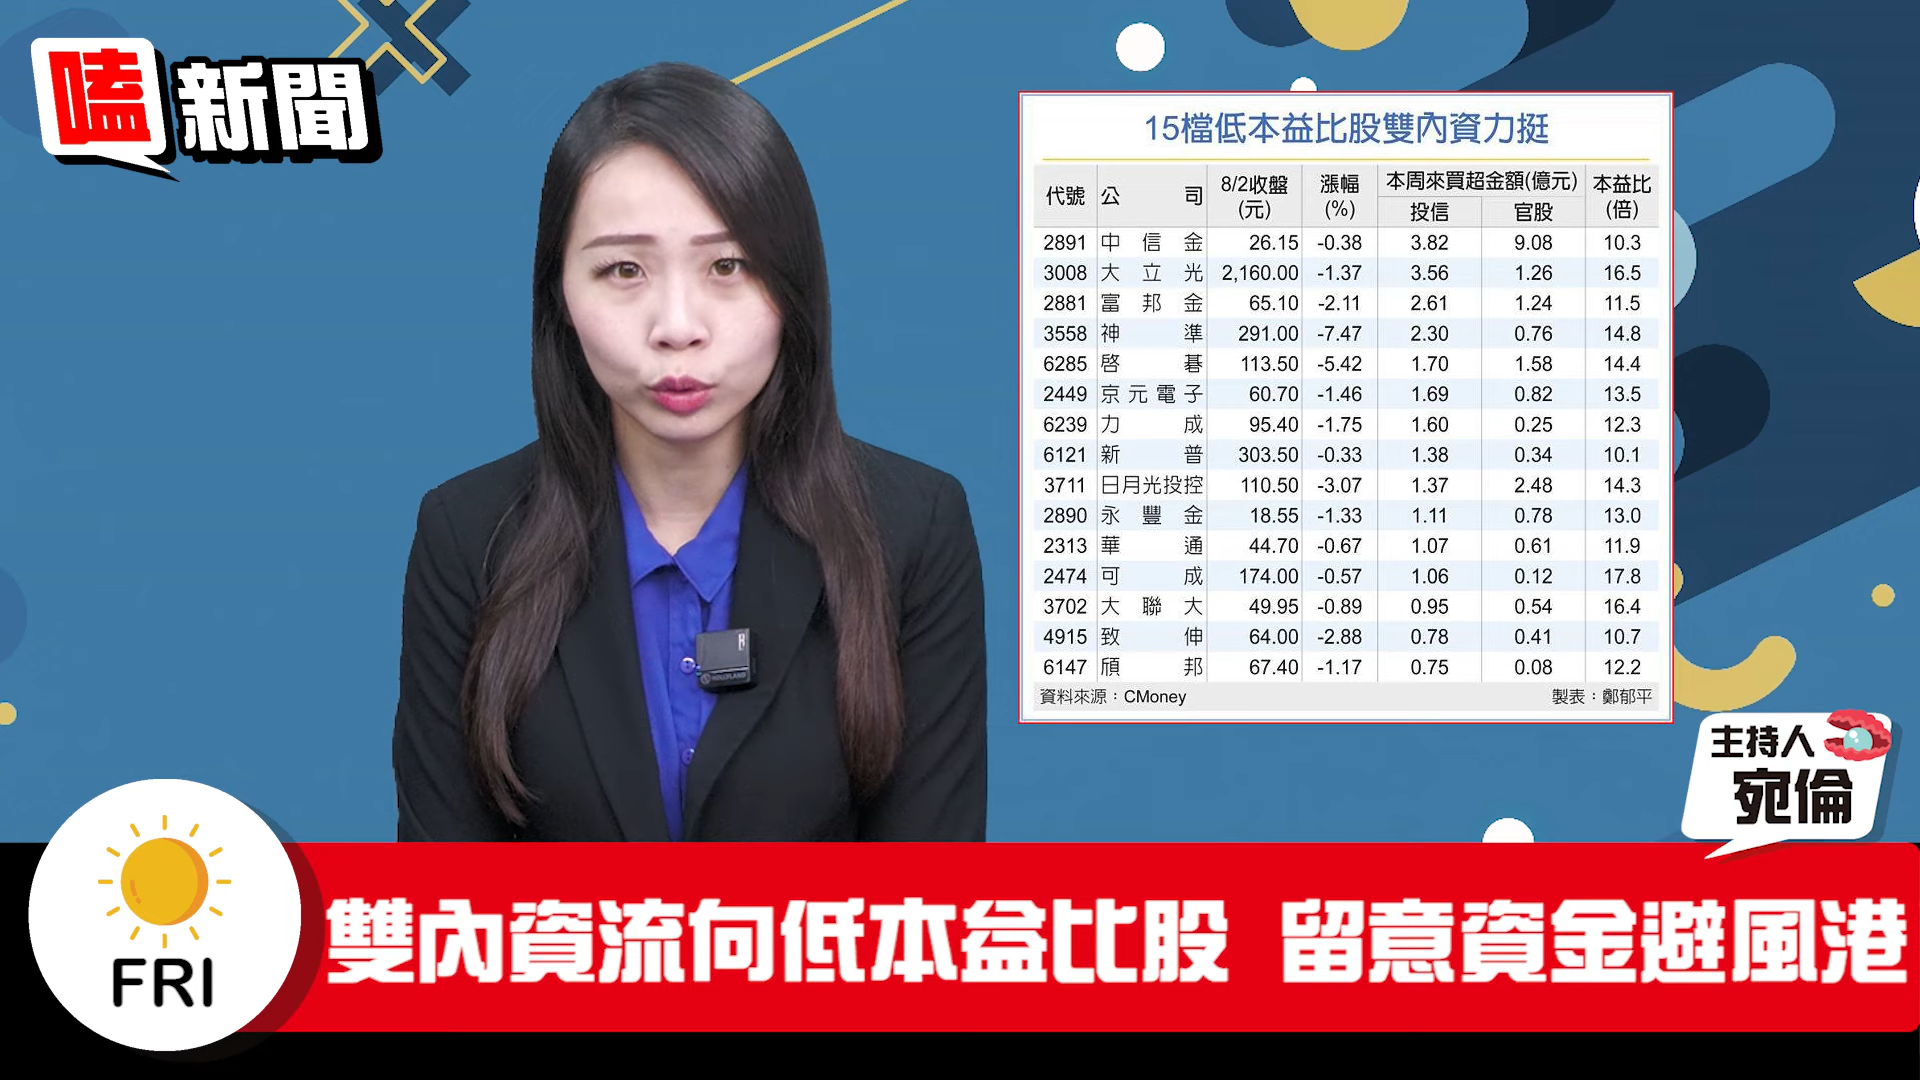 嗑新聞
15檔低本益比股雙內資力挺
代號 公司 8/2收盤(元) 漲幅(%) 本周來買超金額(億元) 投信 官股 本益比(倍)
2891 中信金 26.15 -0.38 3.82 9.08 10.3
3008 大立光 2,160.00 -1.37 3.56 1.26 16.5
2881 富邦金 65.10 -2.11 2.61 1.24 11.5
3558 神準 291.00 -7.47 2.30 0.76 14.8
6285 啓碁 113.50 -5.42 1.70 1.58 14.4
2449 京元電子 60.70 -1.46 1.69 0.82 13.5
6239 力成 95.40 -1.75 1.60 0.25 12.3
6121 新普 303.50 -0.33 1.38 0.34 10.1
3711 日月光投控 110.50 -3.07 1.37 2.48 14.3
2890 永豐金 18.55 -1.33 1.11 0.78 13.0
2313 華通 44.70 -0.67 1.07 0.61 11.9
2474 可成 174.00 -0.57 1.06 0.12 17.8
3702 大聯大 49.95 -0.89 0.95 0.54 16.4
4915 致伸 64.00 -2.88 0.78 0.41 10.7
6147 頎邦 67.40 -1.17 0.75 0.08 12.2
資料來源：CMoney 製表：鄭郁平
HOLLYLAND
主持人
宛倫
FRI
雙內資流向低本益比股 留意資金避風港